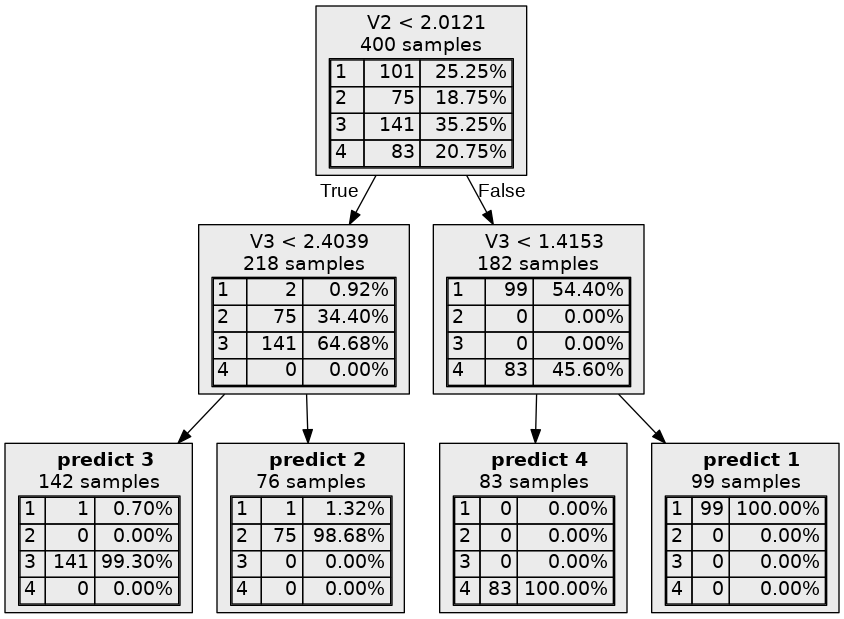 V2 < 2.0121
400 samples
1 101 25.25%
2 75 18.75%
3 141 35.25%
4 83 20.75%
True
False
V3 < 2.4039
218 samples
1 2 0.92%
2 75 34.40%
3 141 64.68%
4 0 0.00%
V3 < 1.4153
182 samples
1 99 54.40%
2 0 0.00%
3 0 0.00%
4 83 45.60%
predict 3
142 samples
1 1 0.70%
2 0 0.00%
3 141 99.30%
4 0 0.00%
predict 2
76 samples
1 1 1.32%
2 75 98.68%
3 0 0.00%
4 0 0.00%
predict 4
83 samples
1 0 0.00%
2 0 0.00%
3 0 0.00%
4 83 100.00%
predict 1
99 samples
1 99 100.00%
2 0 0.00%
3 0 0.00%
4 0 0.00%